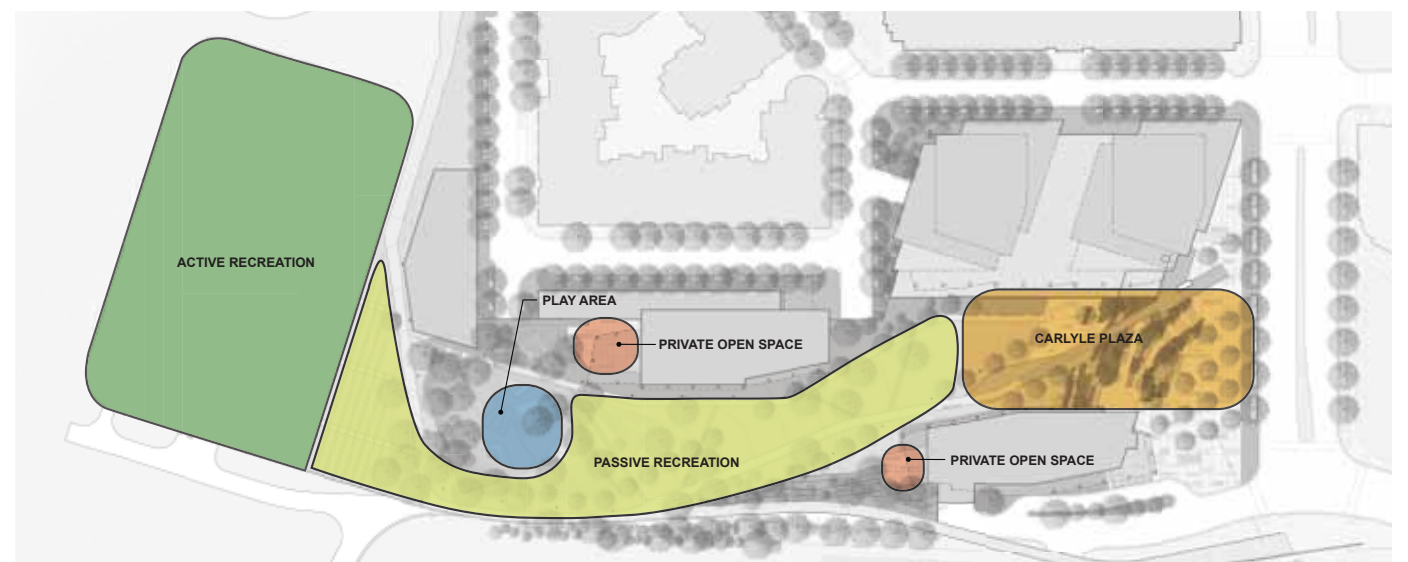 ACTIVE RECREATION
PLAY AREA
PRIVATE OPEN SPACE
CARLYLE PLAZA
PASSIVE RECREATION
PRIVATE OPEN SPACE